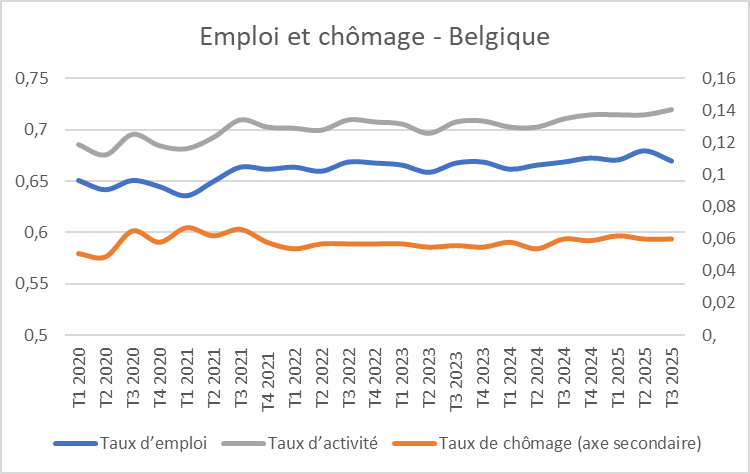 Emploi et chômage - Belgique
0,75
0,7
0,65
0,6
0,55
0,5
0,16
0,14
0,12
0,1
0,08
0,06
0,04
0,02
0,
T1 2020
T2 2020
T3 2020
T4 2020
T1 2021
T2 2021
T3 2021
T4 2021
T1 2022
T2 2022
T3 2022
T4 2022
T1 2023
T2 2023
T3 2023
T4 2023
T1 2024
T2 2024
T3 2024
T4 2024
T1 2025
T2 2025
T3 2025
Taux d’emploi
Taux d’activité
Taux de chômage (axe secondaire)